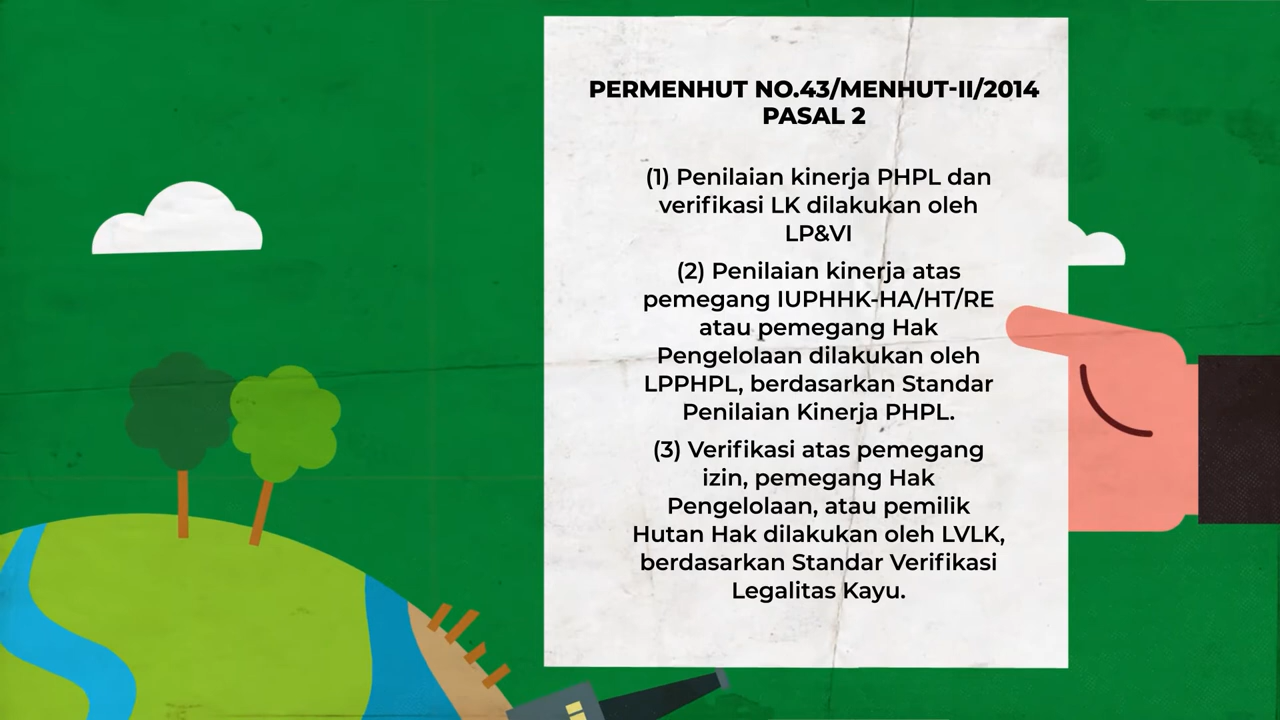 PERMENHUT NO.43/MENHUT-II/2014
PASAL 2
(1) Penilaian kinerja PHPL dan
verifikasi LK dilakukan oleh
LP&VI
(2) Penilaian kinerja atas
pemegang IUPHHK-HA/HT/RE
atau pemegang Hak
Pengelolaan dilakukan oleh
LPPHPL, berdasarkan Standar
Penilaian Kinerja PHPL.
(3) Verifikasi atas pemegang
izin, pemegang Hak
Pengelolaan, atau pemilik
Hutan Hak dilakukan oleh LVLK,
berdasarkan Standar Verifikasi
Legalitas Kayu.